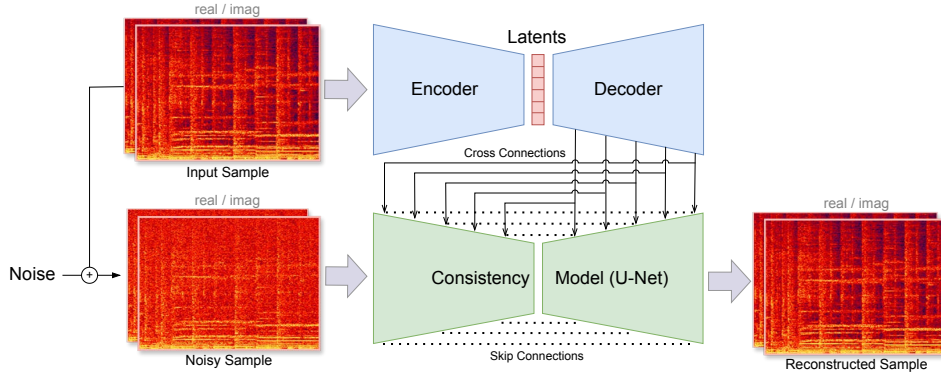 real / imag
Input Sample
Latents
Encoder
Decoder
Cross Connections
real / imag
Noise
+
Noisy Sample
Consistency
Model (U-Net)
Skip Connections
real / imag
Reconstructed Sample